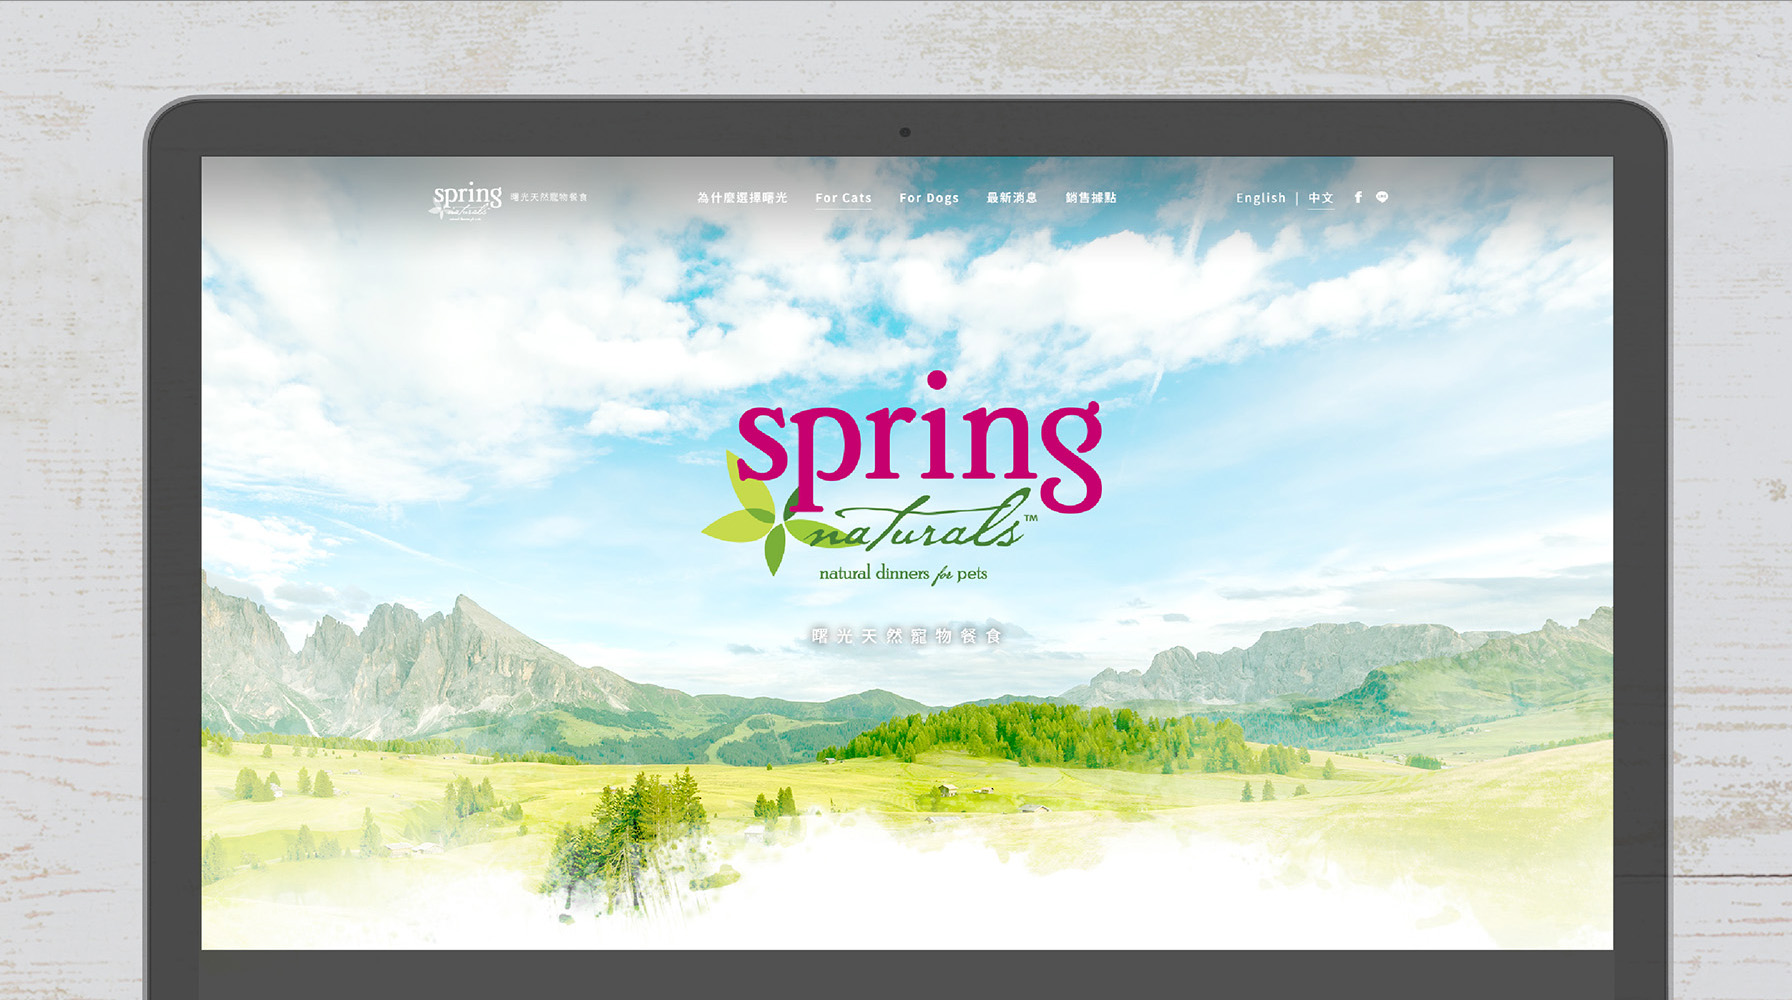 spring
naturals
曙光天然寵物餐食
為什麼選擇曙光 For Cats For Dogs 最新消息 銷售據點
English | 中文
spring
naturals™
natural dinners for pets
曙光天然寵物餐食